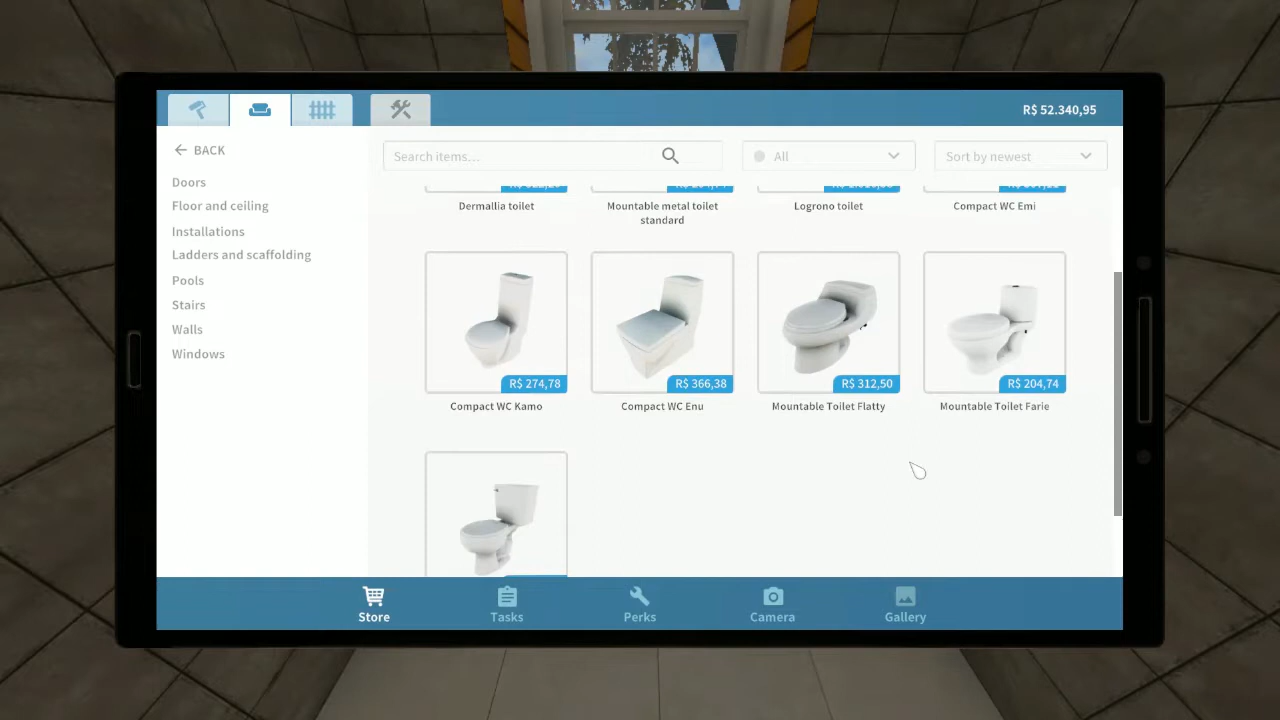 R$ 52.340,95
BACK
Search items...
All
Sort by newest
Doors
Floor and ceiling
Installations
Ladders and scaffolding
Pools
Stairs
Walls
Windows
Dermallia toilet
Mountable metal toilet
standard
Logrono toilet
Compact WC Emi
R$ 274,78
R$ 366,38
R$ 312,50
R$ 204,74
Compact WC Kamo
Compact WC Enu
Mountable Toilet Flatty
Mountable Toilet Farie
Store
Tasks
Perks
Camera
Gallery